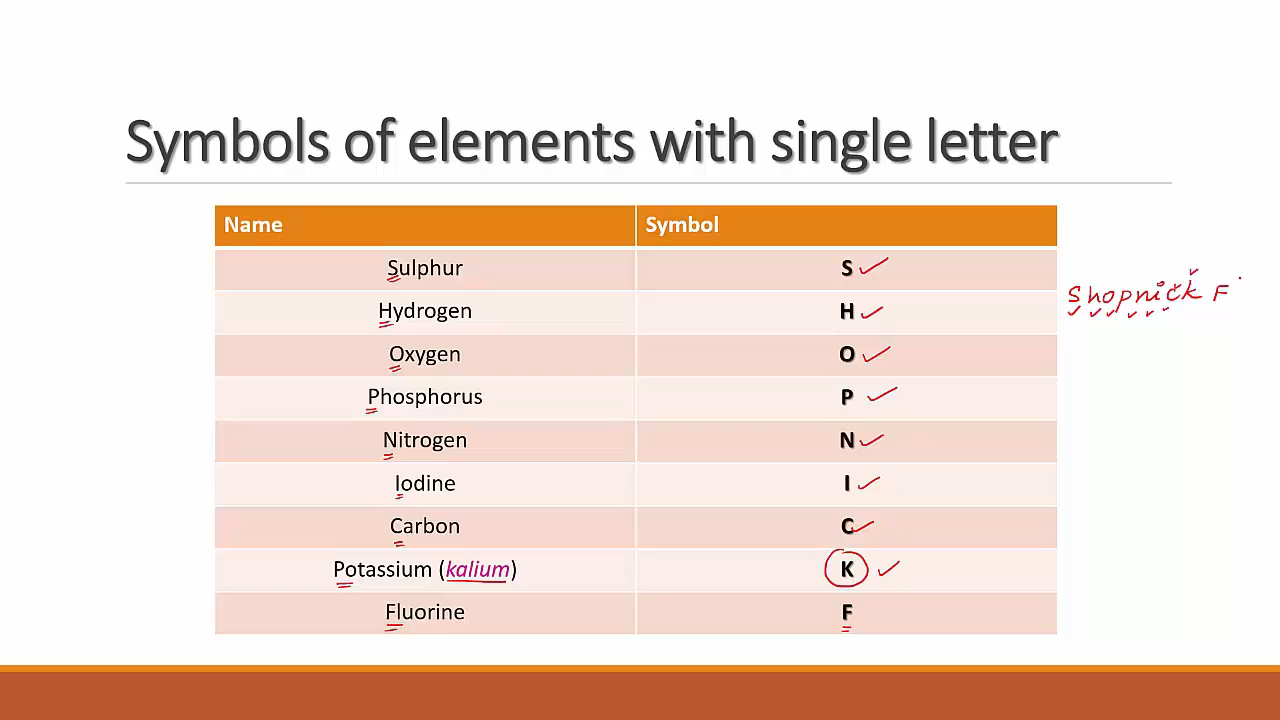 Symbols of elements with single letter
Name Symbol
Sulphur S
Hydrogen H
Shopnick F
Oxygen O
Phosphorus P
Nitrogen N
Iodine I
Carbon C
Potassium (kalium) K
Fluorine F